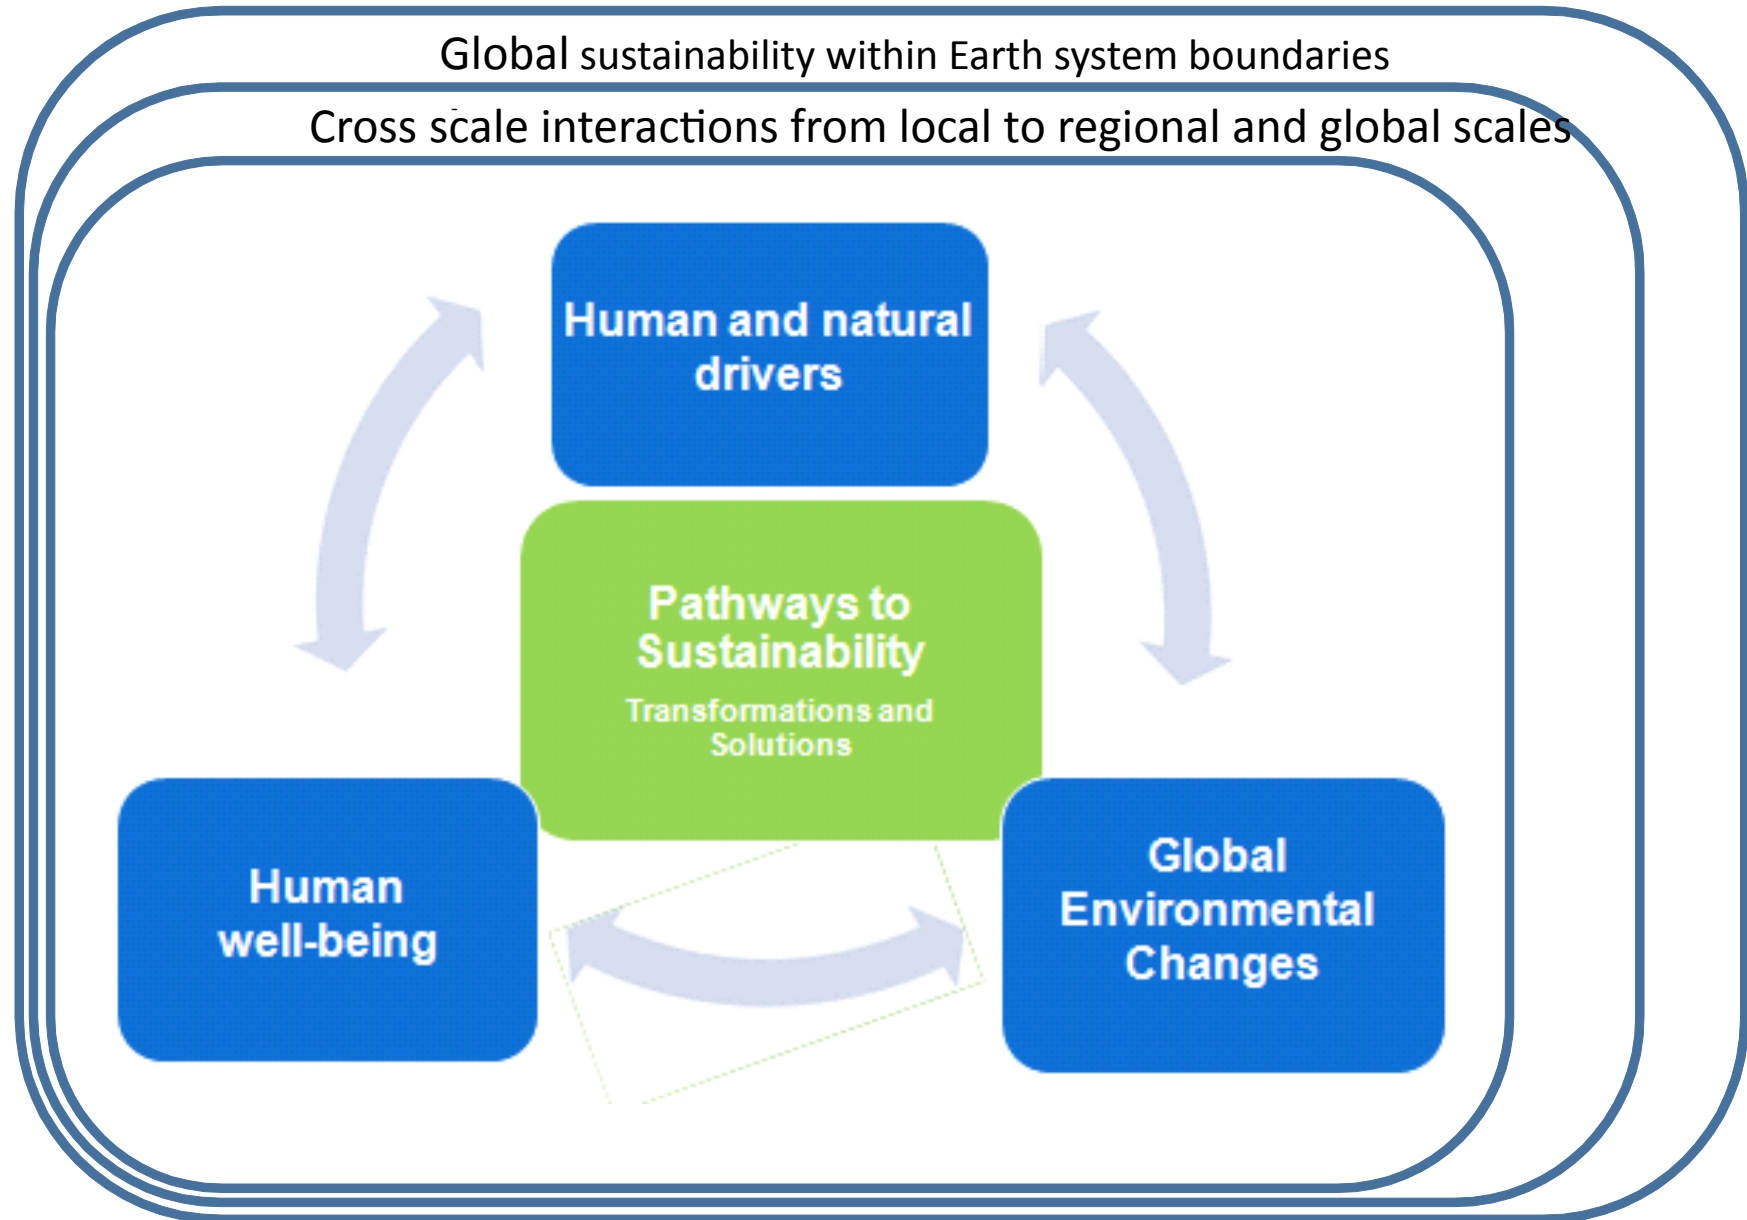 Global sustainability within Earth system boundaries
Cross scale interactions from local to regional and global scales
Human and natural
drivers
Pathways to
Sustainability
Transformations and
Solutions
Human
well-being
Global
Environmental
Changes